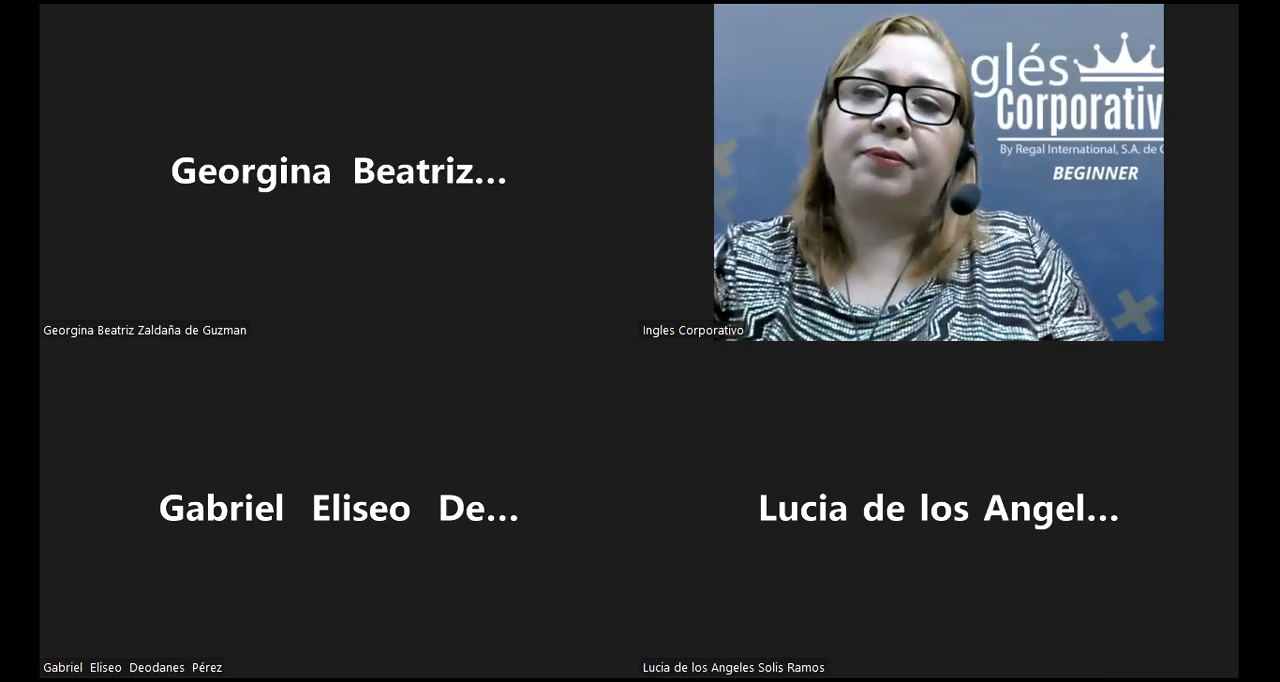 Georgina Beatriz...
Georgina Beatriz Zaldaña de Guzman
glés
Corporativ
By Regal International, S.A. de C
BEGINNER
Ingles Corporativo
Gabriel Eliseo De...
Gabriel Eliseo Deodanes Pérez
Lucia de los Angel...
Lucia de los Angeles Solis Ramos